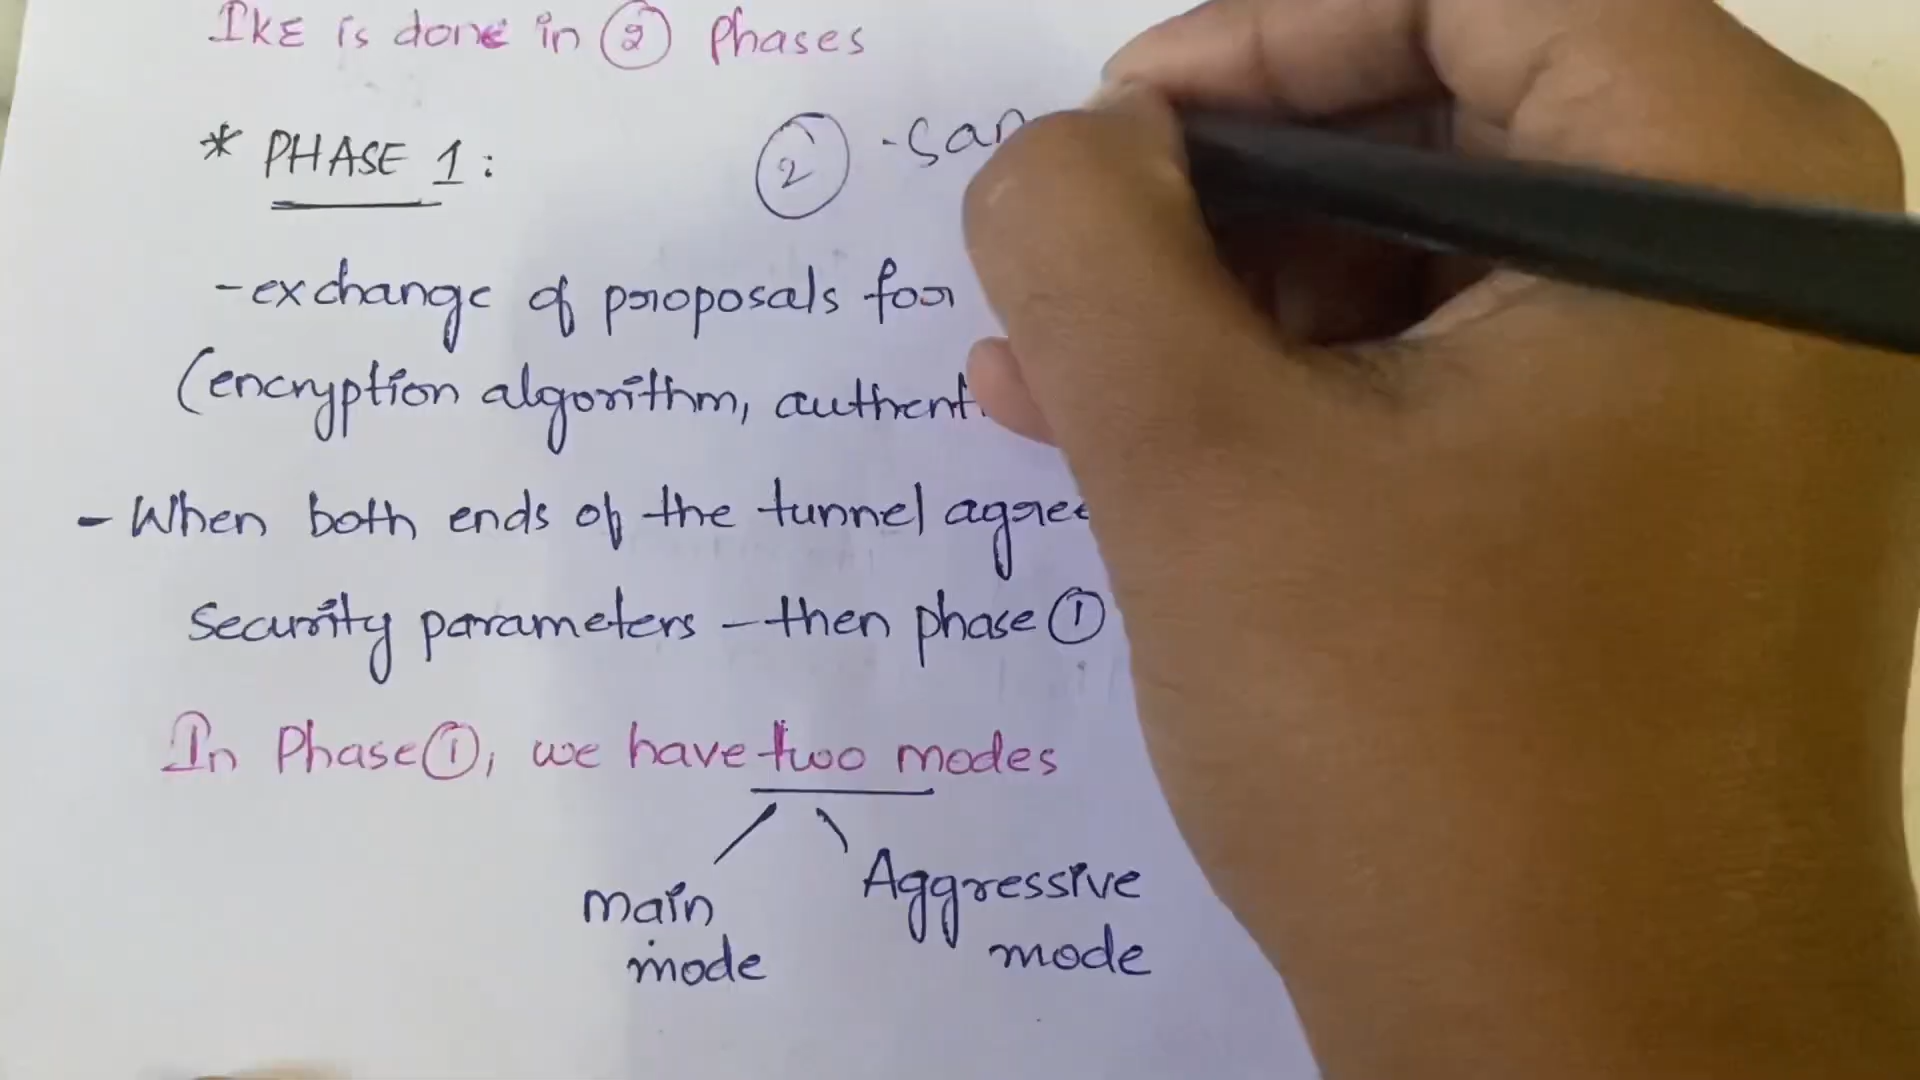 IKE is done in 2 Phases
* PHASE 1:
2 -
-exchange of proposals for
(encryption algorithm,
- When both ends of the tunnel agree
security parameters - then phase 1
In Phase 1, we have two modes
main mode
Aggressive mode